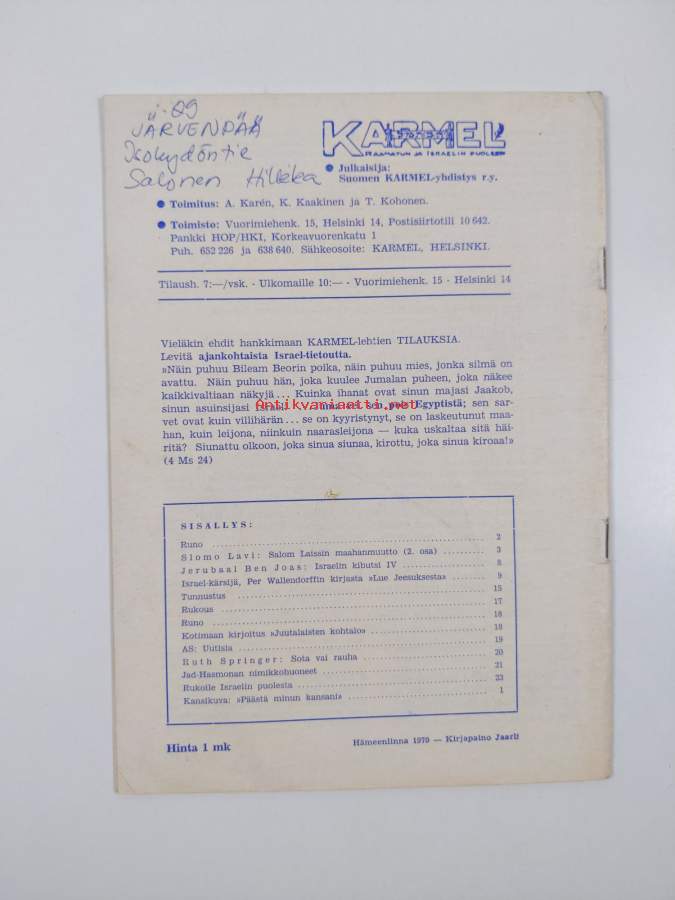 JÄRVENPÄÄ
Salonen Hilkka
KARMEL
RAAMATUN JA ISRAELIN PUOLESTA
● Julkaisija:
Suomen KARMEL-yhdistys r.y.
● Toimitus: A. Karén, K. Kaakinen ja T. Kohonen.
● Toimisto: Vuorimiehenk. 15, Helsinki 14, Postisiirtotili 10 642.
Pankki HOP/HKI, Korkeavuorenkatu 1
Puh. 652 226 ja 638 640. Sähkeosoite: KARMEL, HELSINKI.
Tilaush. 7:—/vsk. - Ulkomaille 10:— - Vuorimiehenk. 15 - Helsinki 14
Vieläkin ehdit hankkimaan KARMEL-lehtien TILAUKSIA.
Levitä ajankohtaista Israel-tietoutta.
»Näin puhuu Bileam Beorin poika, näin puhuu mies, jonka silmä on
avattu. Näin puhuu hän, joka kuulee Jumalan puheen, joka näkee
kaikkivaltiaan näkyjä... Kuinka ihanat ovat sinun majasi Jaakob,
sinun asuinsijasi Egyptistä; sen sar-
Antikvariaatti.net
vet ovat kuin villihärän... se on kyyristynyt, se on laskeutunut maa-
han, kuin leijona, niinkuin naarasleijona — kuka uskaltaa sitä häi-
ritä? Siunattu olkoon, joka sinua siunaa, kirottu, joka sinua kiroaa!»
(4 Ms 24)
SISÄLLYS:
Runo 2
Slomo Lavi: Salom Laissin maahanmuutto (2. osa) 3
Jerubaal Ben Joas: Israelin kibutsi IV 8
Israel-kärsijä, Per Wallendorffin kirjasta »Lue Jeesuksesta» 9
Tunnustus 15
Rukous 17
Runo 18
Kotimaan kirjoitus »Juutalaisten kohtalo» 18
AS: Uutisia 19
Ruth Springer: Sota vai rauha 20
Jad-Hasmonan nimikkohuoneet 21
Rukoile Israelin puolesta 23
Kansikuva: »Päästä minun kansani» 1
Hinta 1 mk
Hämeenlinna 1970 — Kirjapaino Jaarli